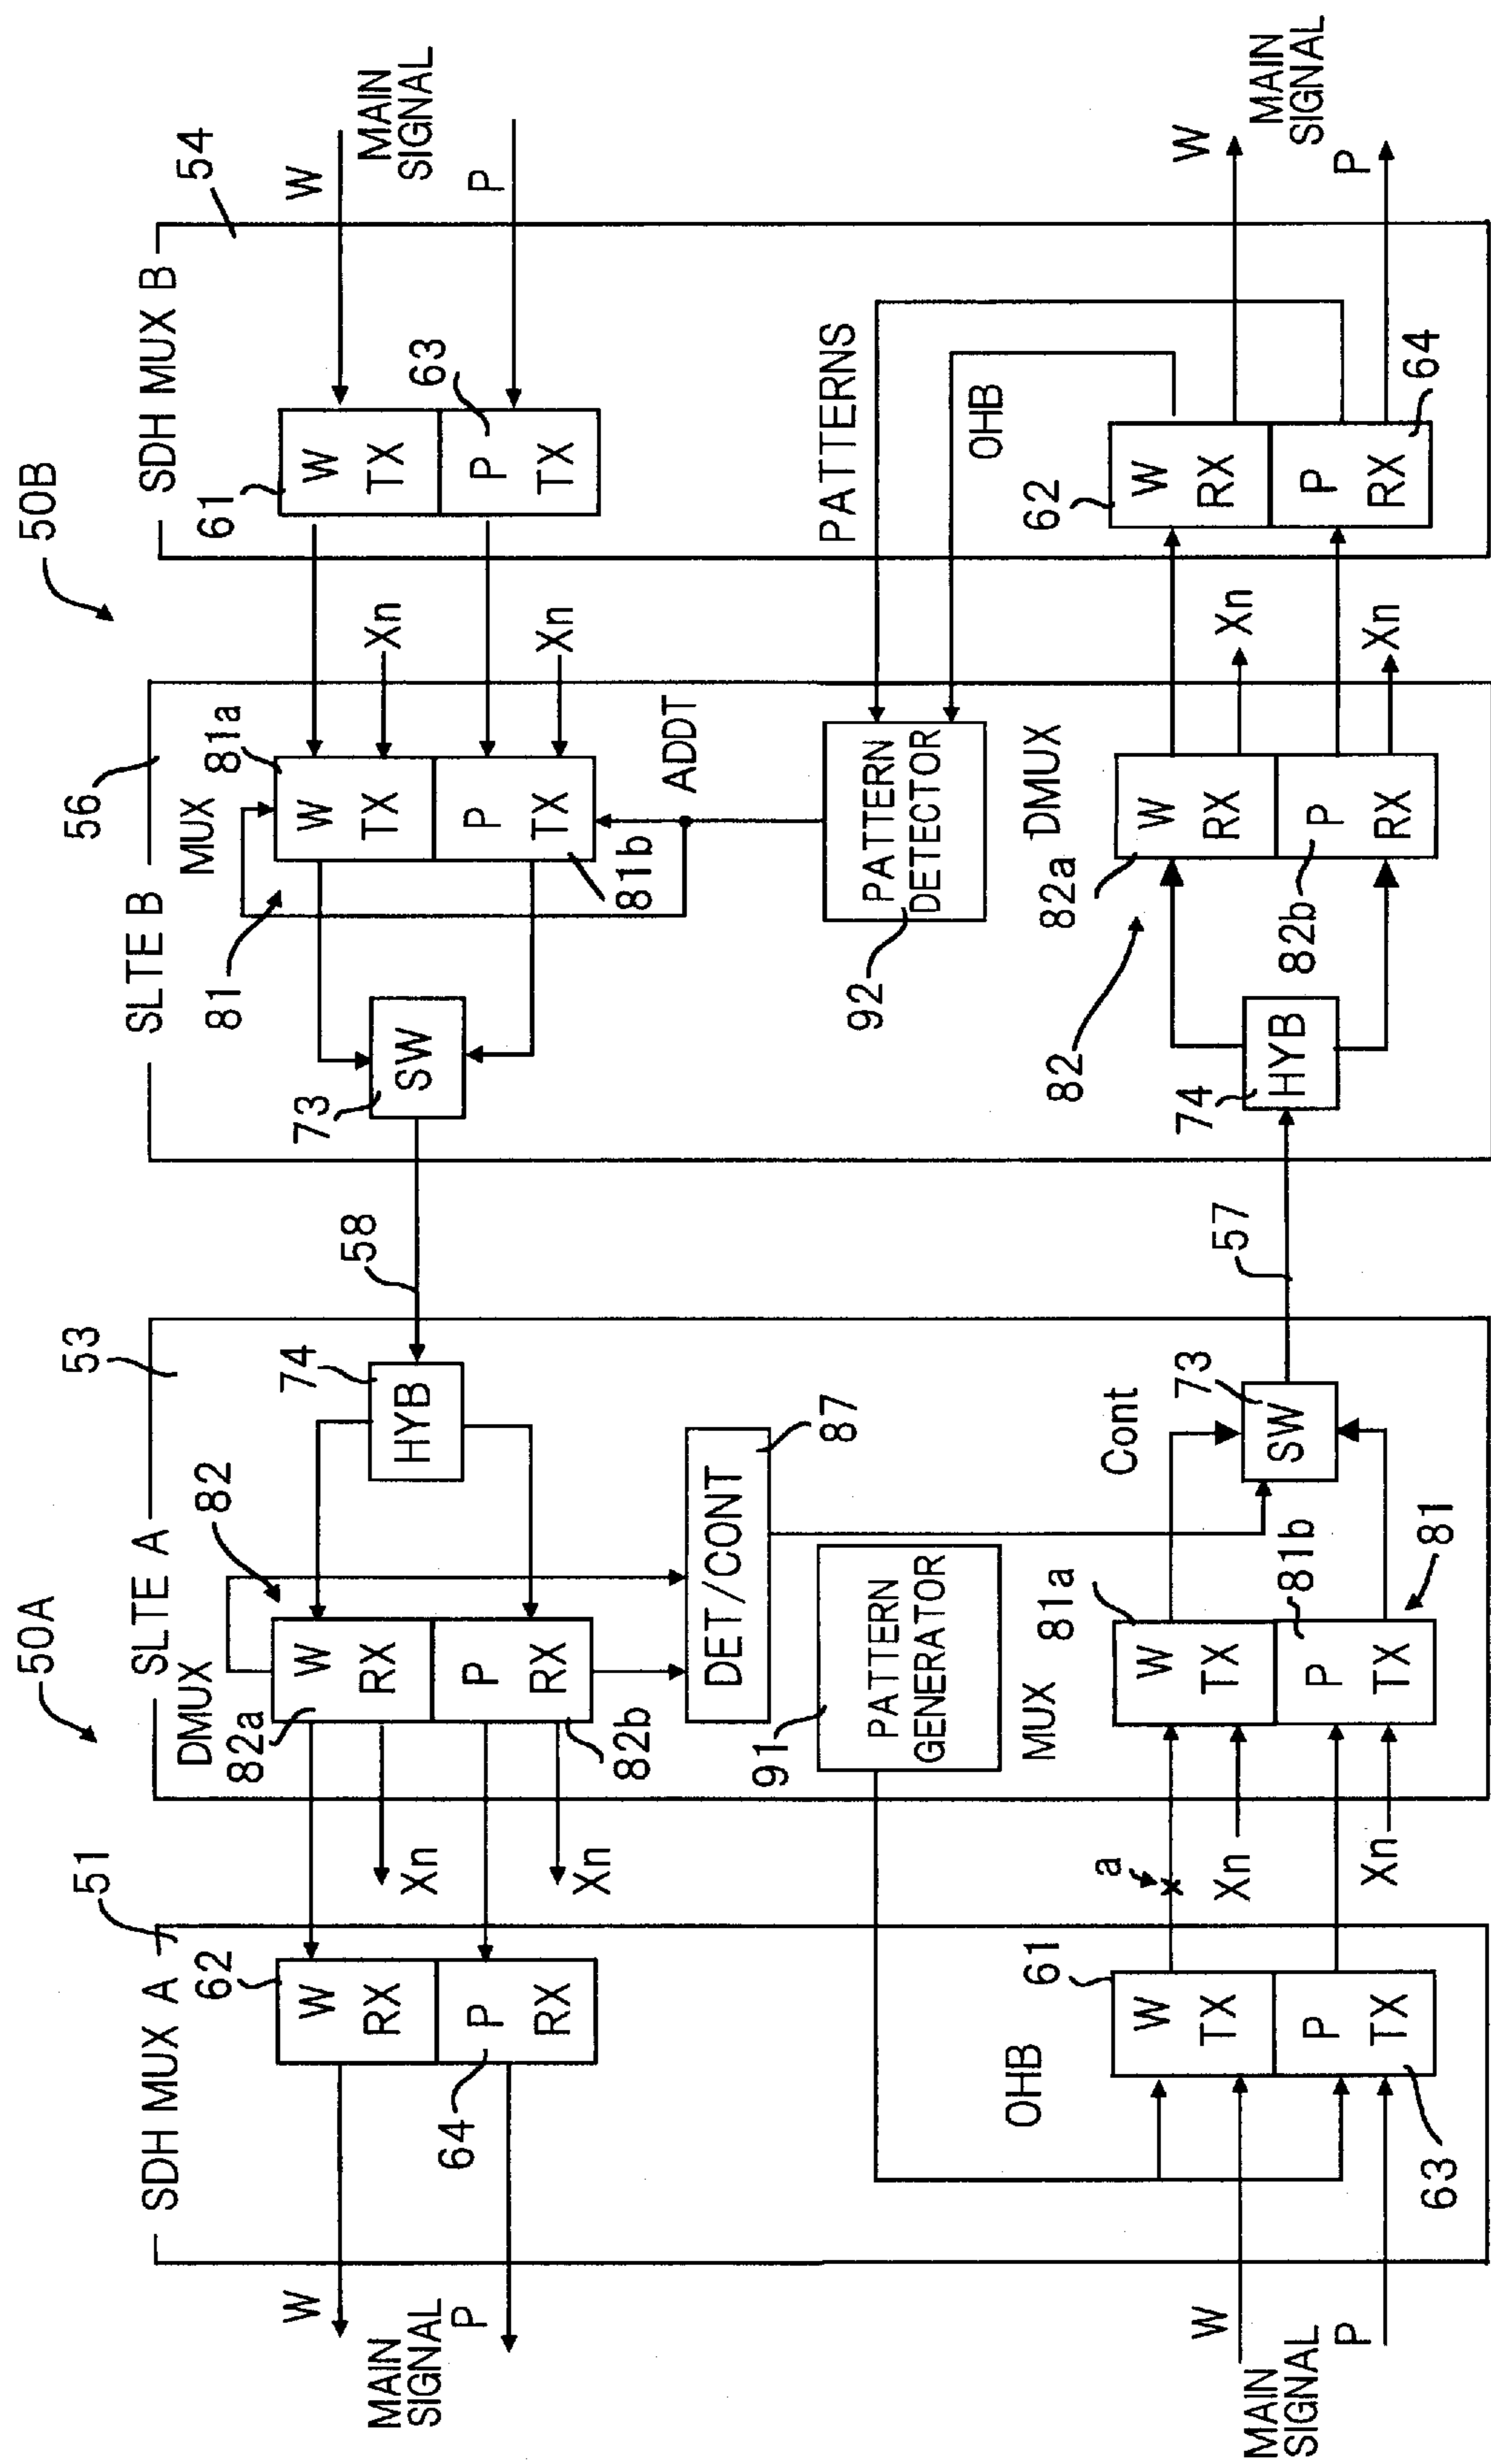 50A
50B
SDH MUX A
51
SLTE A
53
SLTE B
56
SDH MUX B
54
W
MAIN
SIGNAL
P
62
W
RX
P
RX
64
Xn
Xn
DMUX
82a
W
RX
P
RX
82b
82
74
HYB
58
73
SW
81
MUX
81a
W
TX
P
TX
81b
Xn
Xn
61
W
TX
P
TX
63
W
MAIN
SIGNAL
P
DET/CONT
87
PATTERN
GENERATOR
91
ADDT
PATTERN
DETECTOR
92
PATTERNS
OHB
W
MAIN
SIGNAL
P
OHB
61
W
TX
P
TX
63
a
Xn
Xn
MUX
81a
W
TX
P
TX
81b
81
Cont
73
SW
57
74
HYB
82
DMUX
82a
W
RX
P
RX
82b
Xn
Xn
62
W
RX
P
RX
64
W
MAIN
SIGNAL
P